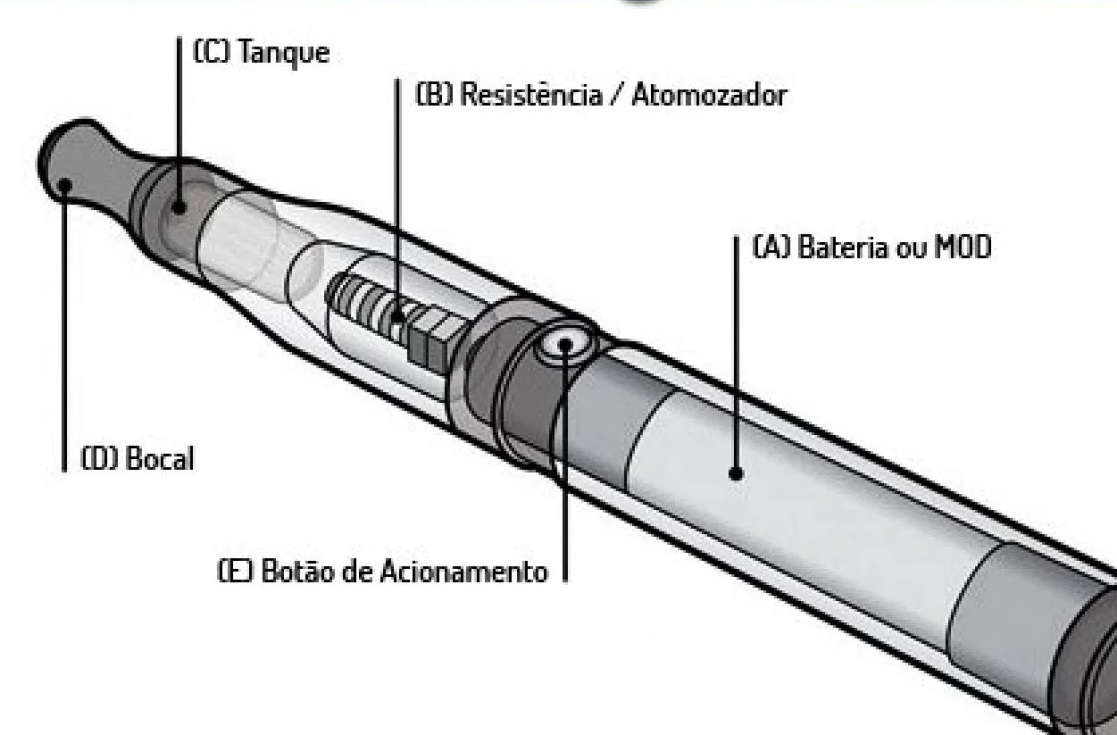 (C) Tanque
(B) Resistência / Atomozador
(A) Bateria ou MOD
(D) Bocal
(E) Botão de Acionamento